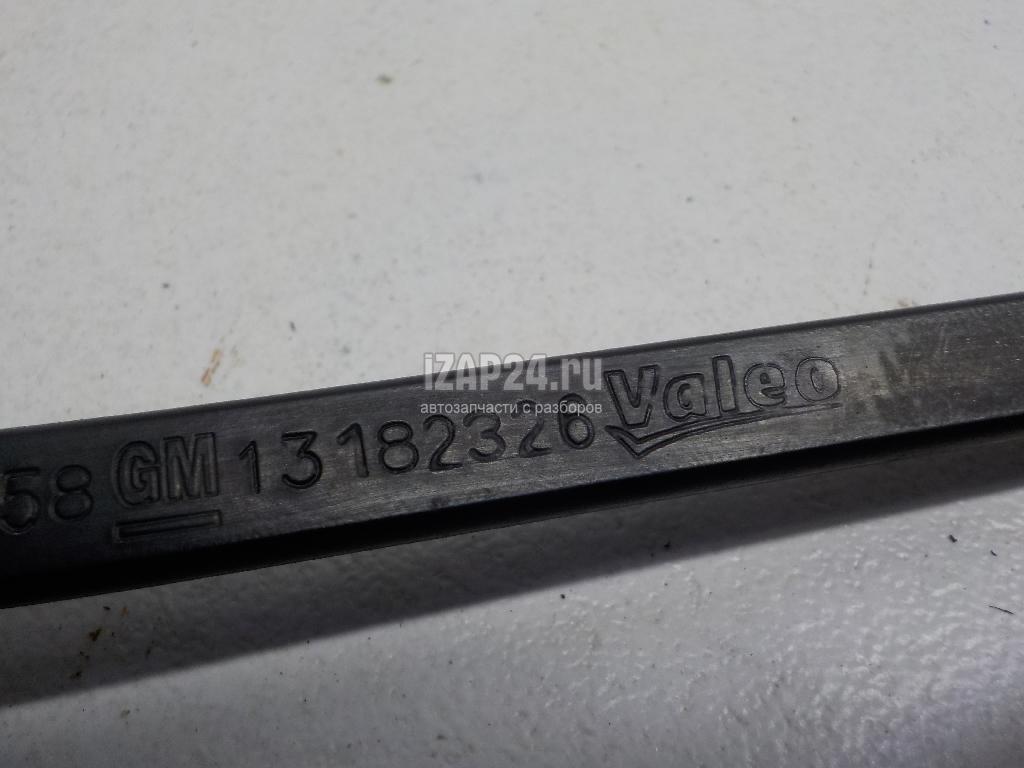 iZAP24.ru
автозапчасти с разборов
58 GM 13182326 Valeo